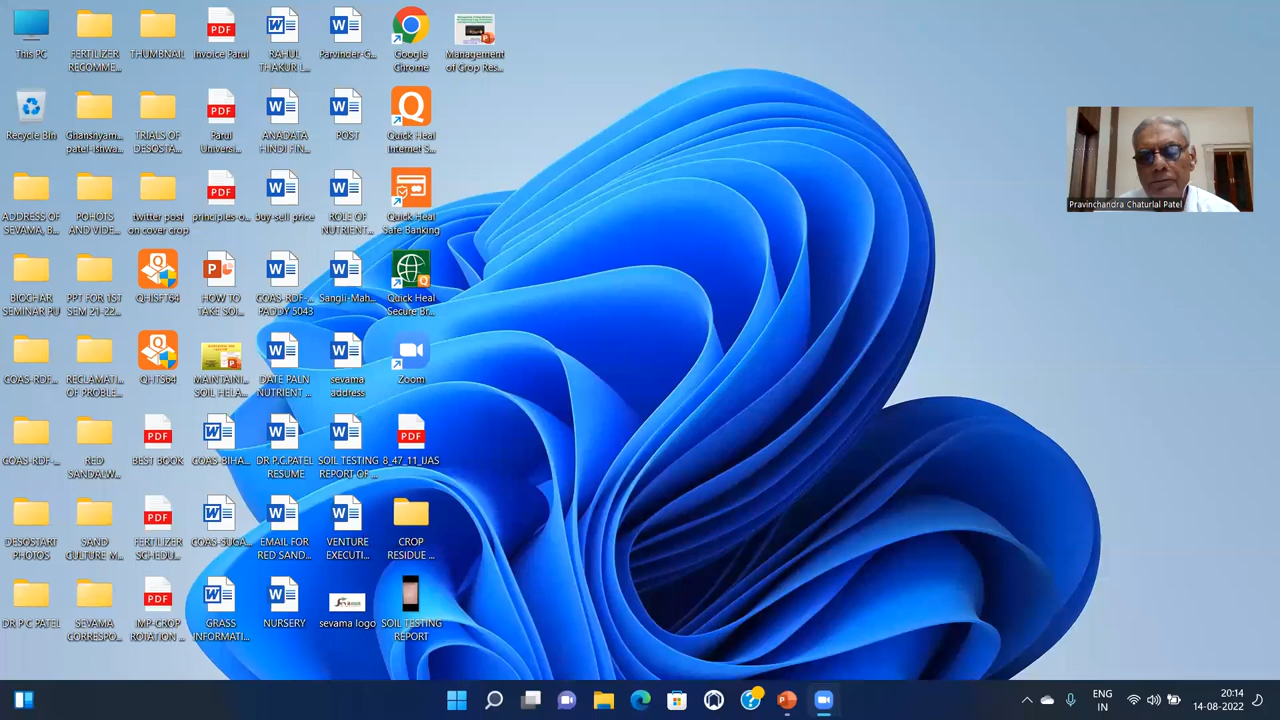 This PC
FERTILIZER
RECOMME...
THUMBNAIL
Invoice Parul
RAHUL
THAKUR L...
Parvinder-G...
Google
Chrome
Management
of Crop Res...
Recycle Bin
Ghanshyam...
patel-Ishwa...
TRIALS OF
DESOSTA...
Parul
Universi...
ANADATA
HINDI FIN...
POST
Quick Heal
Internet S...
ADDRESS OF
SEVAMA, B...
POHOTS
AND VIDE...
twitter post
on cover crop
principles-o...
buy-sell price
ROLE OF
NUTRIENT...
Quick Heal
Safe Banking
BIOCHAR
SEMINAR PU
PPT FOR 1ST
SEM 21-22...
QHISFT64
HOW TO
TAKE SOI...
COAS-RDF-...
PADDY 5043
Sangli-Mah...
Quick Heal
Secure Br...
COAS-RDF...
RECLAMATI...
OF PROBLE...
QHTS64
MAINTAINI...
SOIL HELA...
DATE PALN
NUTRIENT ...
sevama
address
Zoom
COAS-RDF-...
RED
SANDALW...
BEST BOOK
COAS-BIHA...
DR P.C.PATEL
RESUME
SOIL TESTING
REPORT OF ...
8_47_11_IJAS
DESOSTART
PHOTOS
SAND
CULTURE M...
FERTILIZER
SCHEDU...
COAS-SUGA...
EMAIL FOR
RED SAND...
VENTURE
EXECUTI...
CROP
RESIDUE ...
DR P C PATEL
SEVAMA
CORRESPO...
IMP-CROP
ROTATION ...
GRASS
INFORMATI...
NURSERY
sevama logo
SOIL TESTING
REPORT
Pravinchandra Chaturlal Patel
ENG
IN
20:14
14-08-2022